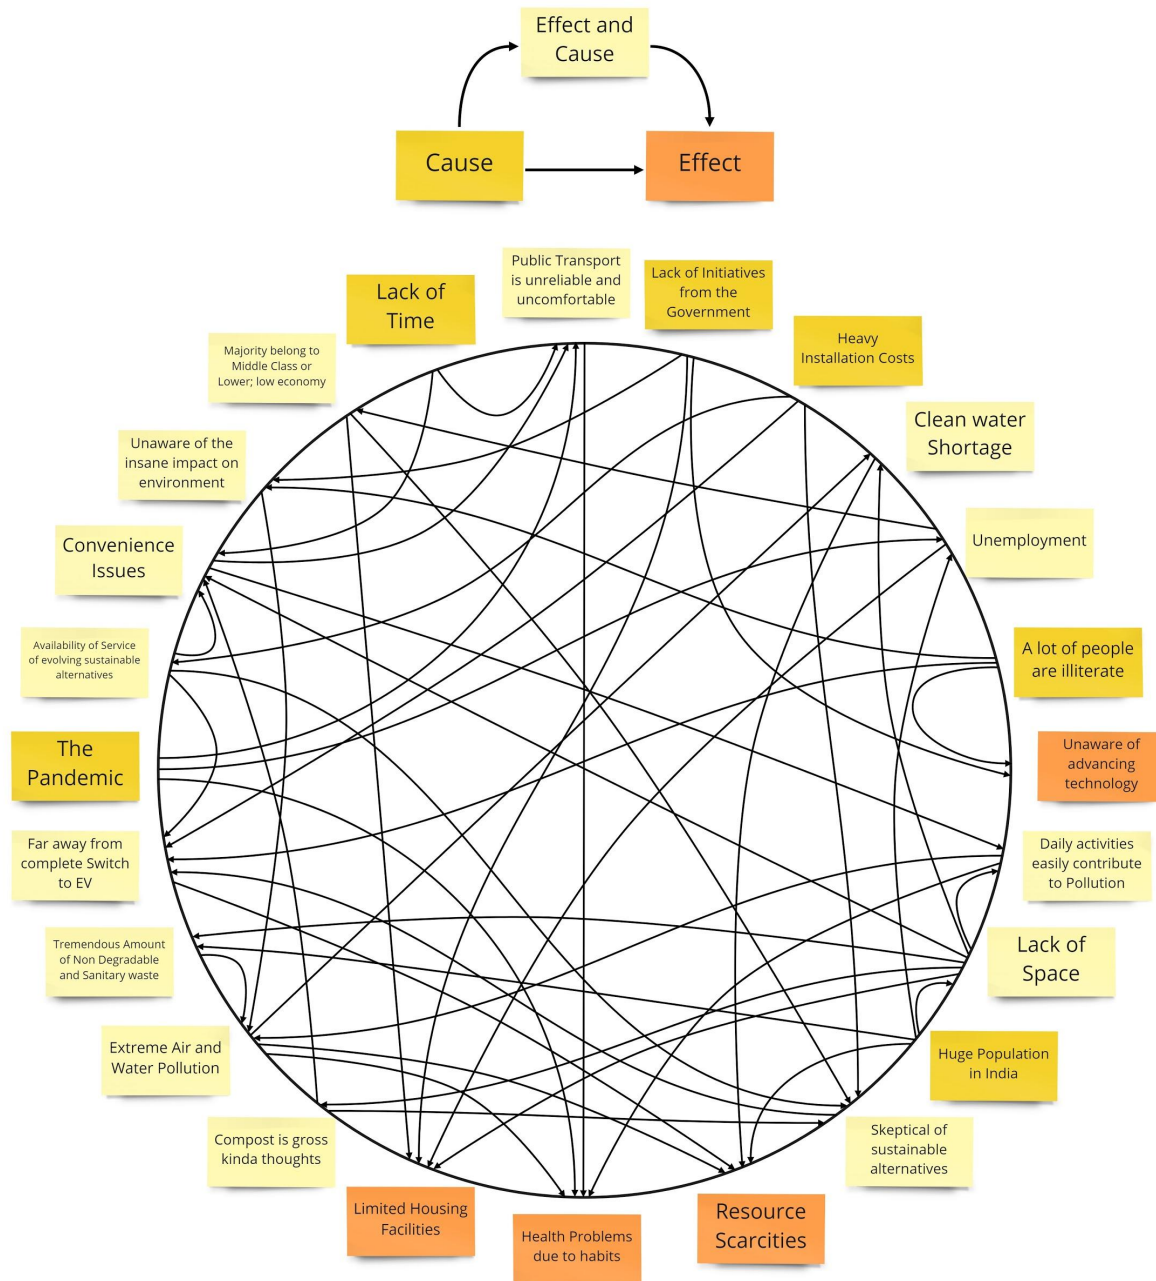 Effect and
Cause
Cause
Effect
Public Transport
is unreliable and
uncomfortable
Lack of Initiatives
from the
Government
Heavy
Installation Costs
Clean water
Shortage
Unemployment
A lot of people
are illiterate
Unaware of
advancing
technology
Daily activities
easily contribute
to Pollution
Lack of
Space
Huge Population
in India
Skeptical of
sustainable
alternatives
Resource
Scarcities
Health Problems
due to habits
Limited Housing
Facilities
Compost is gross
kinda thoughts
Extreme Air and
Water Pollution
Tremendous Amount
of Non Degradable
and Sanitary waste
Far away from
complete Switch
to EV
The
Pandemic
Availability of Service
of evolving sustainable
alternatives
Convenience
Issues
Unaware of the
insane impact on
environment
Majority belong to
Middle Class or
Lower; low economy
Lack of
Time